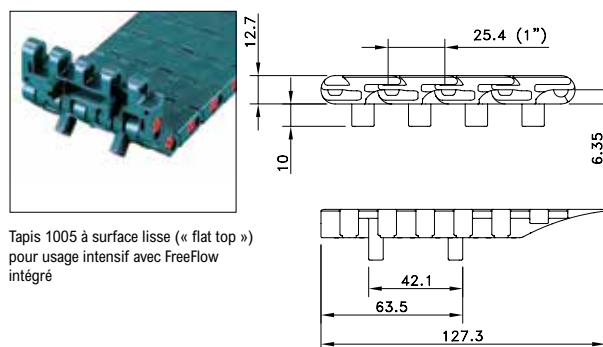 12.7
25.4 (1")
10
6.35
Tapis 1005 à surface lisse (« flat top »)
pour usage intensif avec FreeFlow
intégré
42.1
63.5
127.3